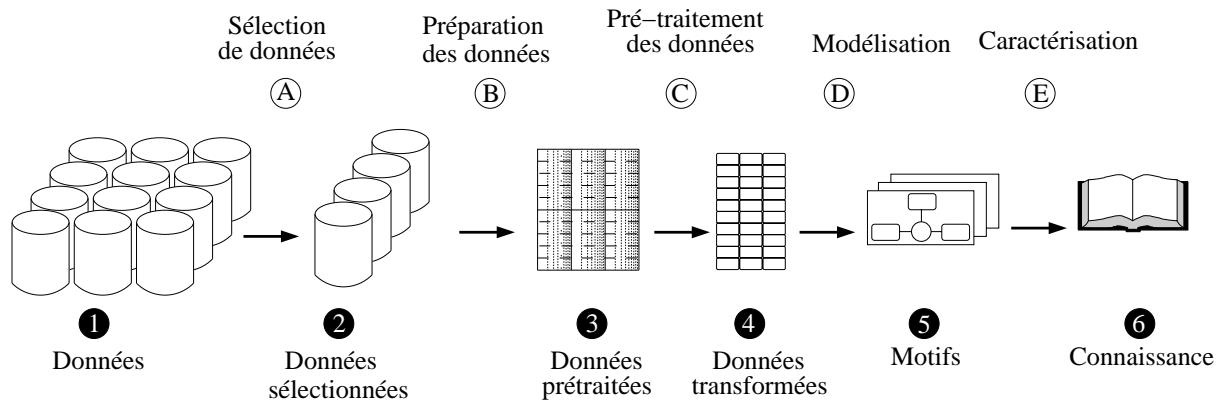 Sélection
de données
Préparation
des données
Pré−traitement
des données
Modélisation
Caractérisation
A
B
C
D
E
1
2
3
4
5
6
Données
Données
sélectionnées
Données
prétraitées
Données
transformées
Motifs
Connaissance